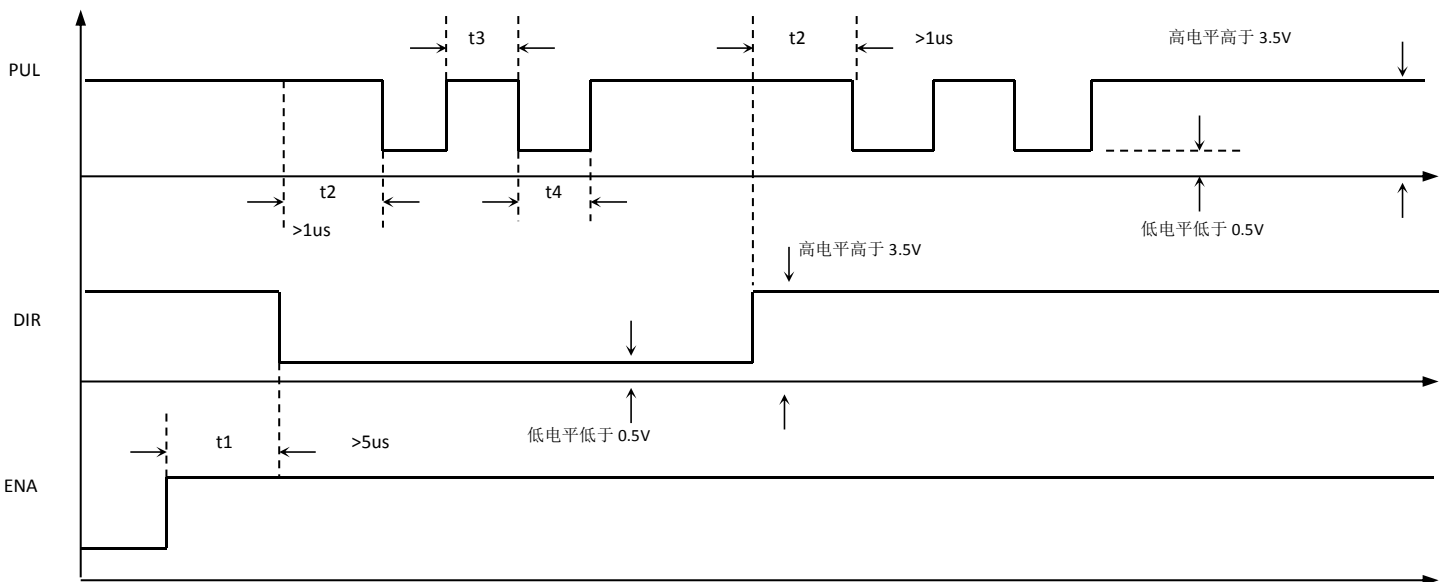 t3
t2
>1us
高电平高于 3.5V
PUL
t2
t4
>1us
低电平低于 0.5V
高电平高于 3.5V
DIR
t1
>5us
低电平低于 0.5V
ENA